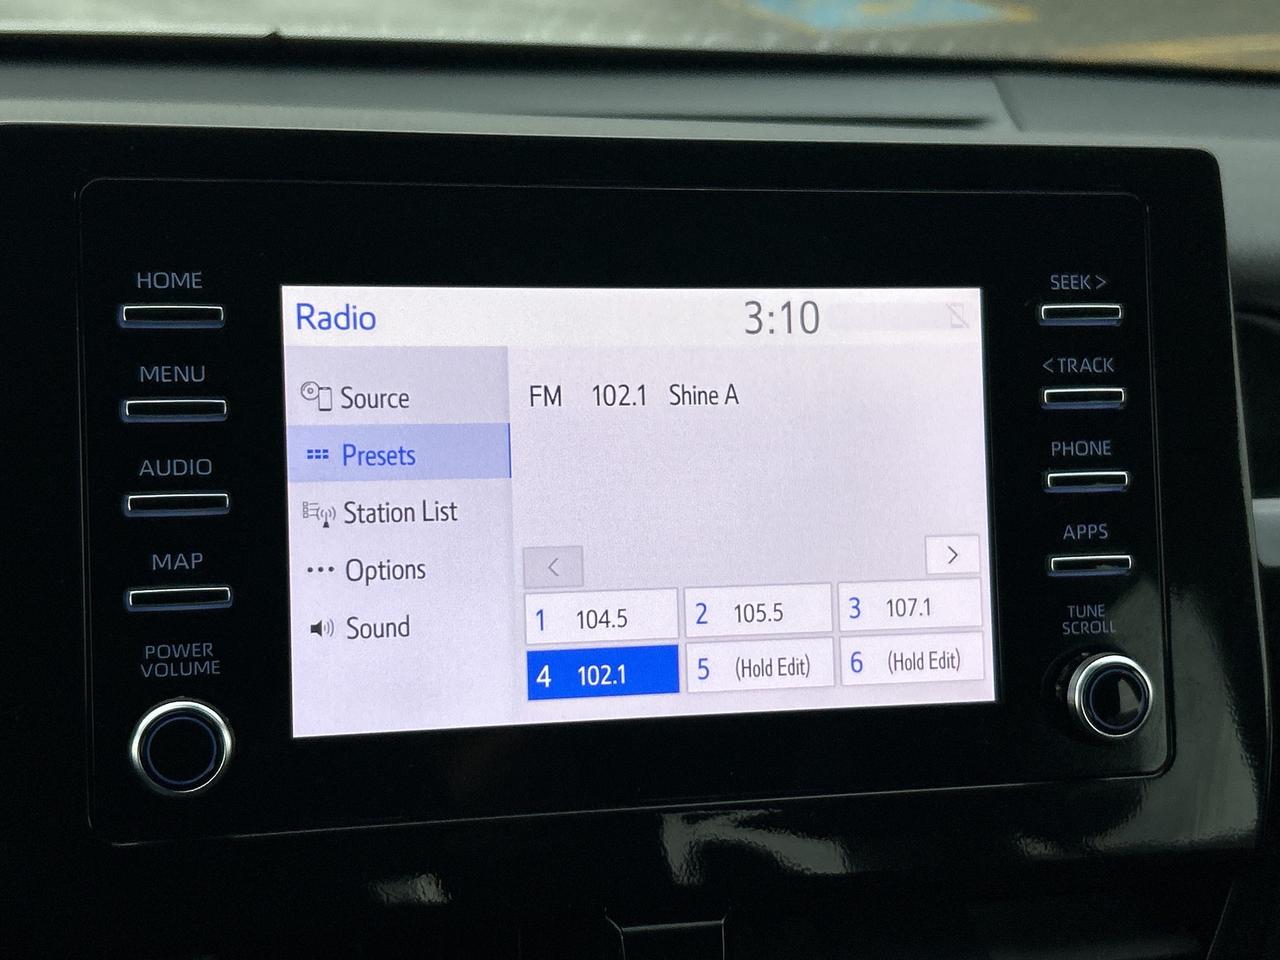 HOME
MENU
AUDIO
MAP
POWER
VOLUME
Radio
3:10
Source
Presets
Station List
Options
Sound
FM 102.1 Shine A
<
>
1 104.5
2 105.5
3 107.1
4 102.1
5 (Hold Edit)
6 (Hold Edit)
SEEK >
< TRACK
PHONE
APPS
TUNE
SCROLL